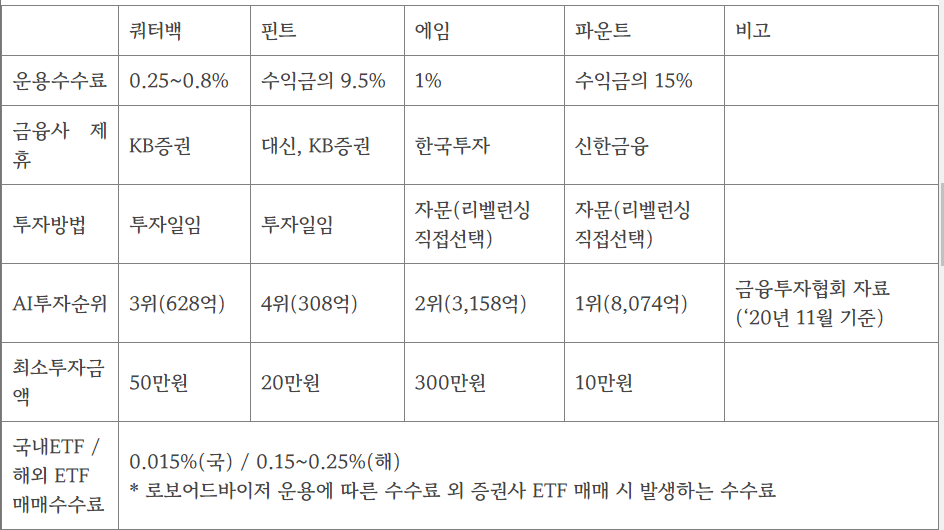 쿼터백 핀트 에임 파운트 비고
운용수수료 0.25~0.8% 수익금의 9.5% 1% 수익금의 15%
금융사 제
휴 KB증권 대신, KB증권 한국투자 신한금융
투자방법 투자일임 투자일임 자문(리벨런싱
직접선택) 자문(리벨런싱
직접선택)
AI투자순위 3위(628억) 4위(308억) 2위(3,158억) 1위(8,074억) 금융투자협회 자료
(‘20년 11월 기준)
최소투자금
액 50만원 20만원 300만원 10만원
국내ETF /
해외 ETF
매매수수료
0.015%(국) / 0.15~0.25%(해)
* 로보어드바이저 운용에 따른 수수료 외 증권사 ETF 매매 시 발생하는 수수료